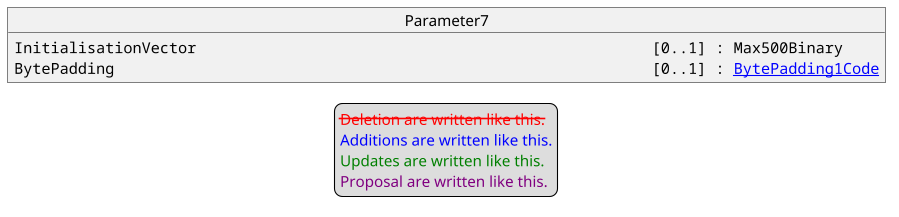 Parameter7
InitialisationVector [0..1] : Max500Binary
BytePadding [0..1] : BytePadding1Code
Deletion are written like this.
Additions are written like this.
Updates are written like this.
Proposal are written like this.